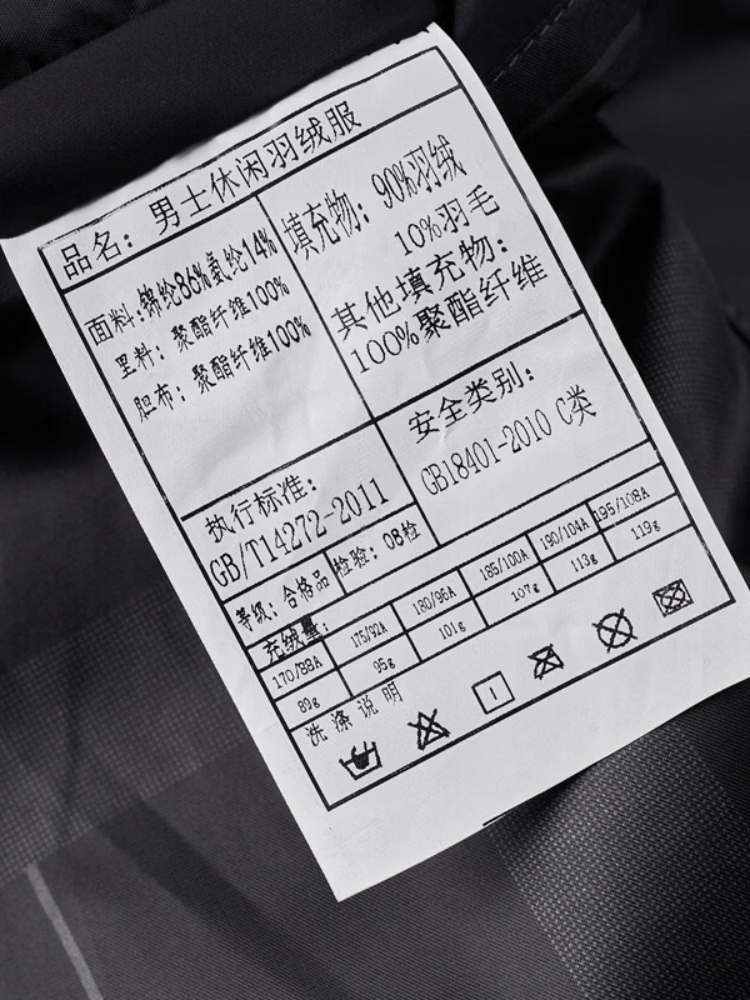 品名：男士休闲羽绒服
面料：锦纶86%氨纶14%
里料：聚酯纤维100%
胆布：聚酯纤维100%
填充物：90%羽绒
10%羽毛
其他填充物：
100%聚酯纤维
执行标准：
GB/T14272-2011
安全类别：
GB18401-2010 C类
等级：合格品
检验：08检
充绒量：
170/88A 175/92A 180/96A 185/100A 190/104A 195/108A
89g 95g 101g 107g 113g 119g
洗涤说明